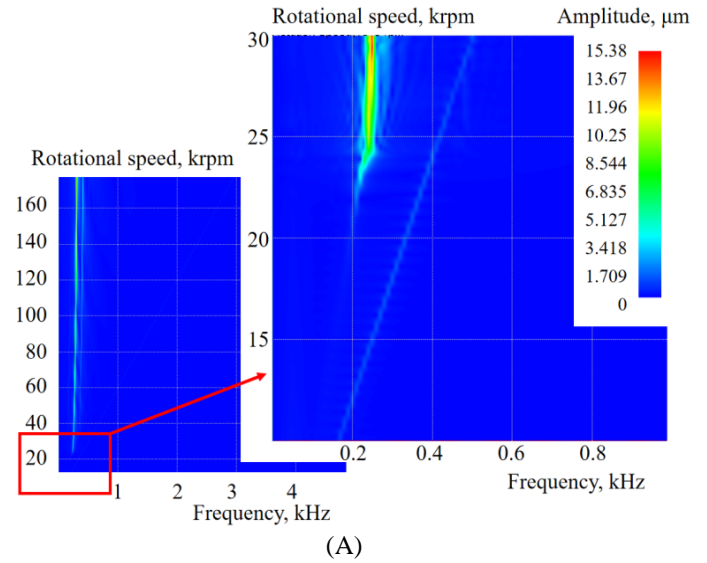 Rotational speed, krpm
Amplitude, μm
30
25
20
15
0.2 0.4 0.6 0.8
Frequency, kHz
15.38
13.67
11.96
10.25
8.544
6.835
5.127
3.418
1.709
0
Rotational speed, krpm
160
140
120
100
80
60
40
20
1 2 3 4
Frequency, kHz
(A)